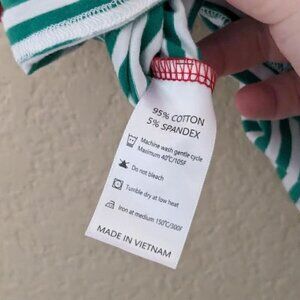 95% COTTON
5% SPANDEX
Machine wash gentle cycle
Maximum 40°C/105F
Do not bleach
Tumble dry at low heat
Iron at medium 150°C/300F
MADE IN VIETNAM